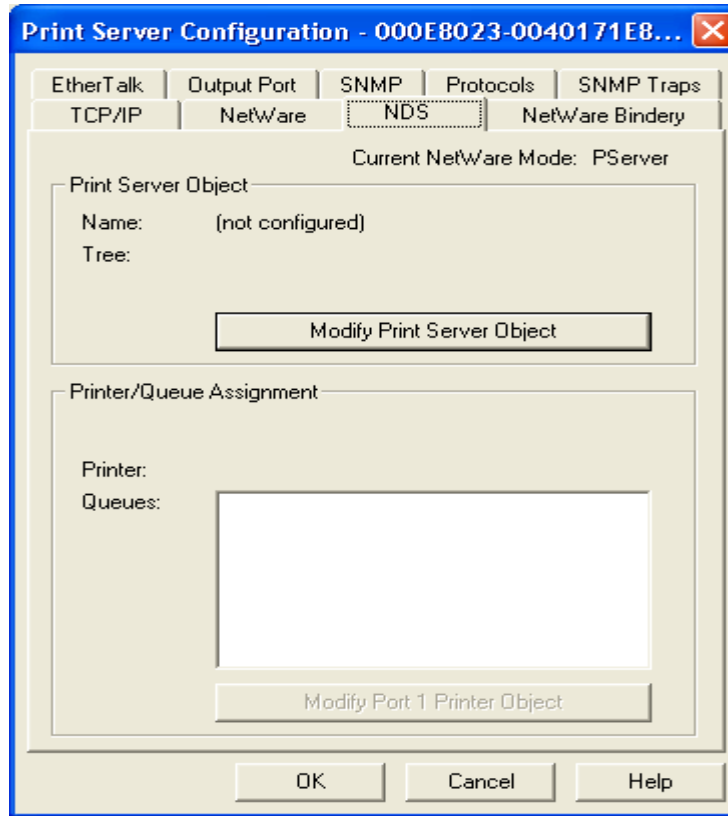 Print Server Configuration - 000E8023-0040171E8...
EtherTalk Output Port SNMP Protocols SNMP Traps
TCP/IP NetWare NDS NetWare Bindery
Current NetWare Mode: PServer
Print Server Object
Name: (not configured)
Tree:
Modify Print Server Object
Printer/Queue Assignment
Printer:
Queues:
Modify Port 1 Printer Object
OK Cancel Help